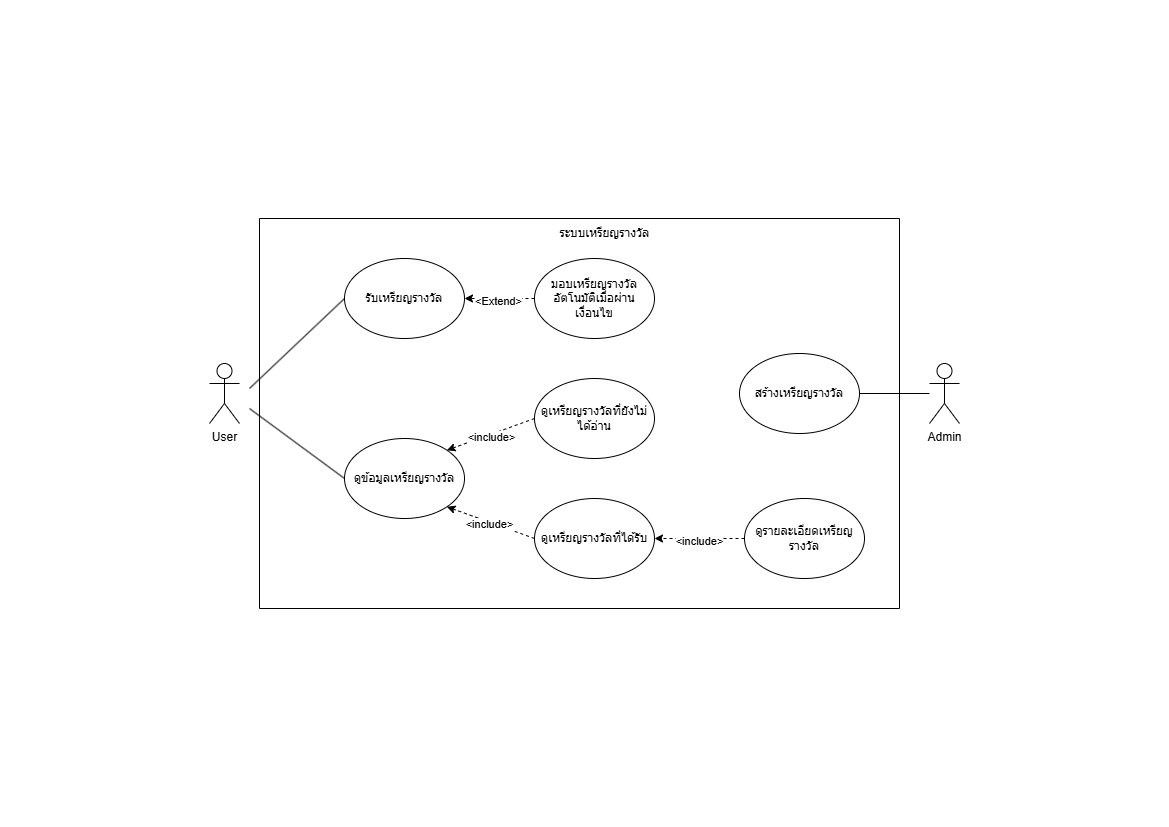 ระบบเหรียญรางวัล
รับเหรียญรางวัล
<Extend>
มอบเหรียญรางวัล
อัตโนมัติเมื่อผ่าน
เงื่อนไข
User
ดูข้อมูลเหรียญรางวัล
<include>
ดูเหรียญรางวัลที่ยังไม่
ได้อ่าน
<include>
ดูเหรียญรางวัลที่ได้รับ
<include>
ดูรายละเอียดเหรียญ
รางวัล
สร้างเหรียญรางวัล
Admin